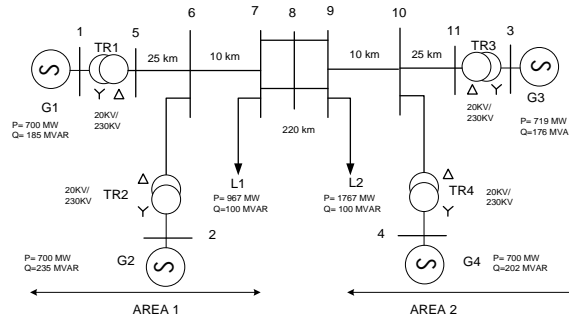 6 7 8 9 10
1 TR1 5 11 TR3 3
25 km 10 km 10 km 25 km
G1 G3
P= 700 MW
Q= 185 MVAR
20KV/
230KV
20KV/
230KV
P= 719 MW
Q= 176 MVA
220 km
TR2
20KV/
230KV
L1
P= 967 MW
Q=100 MVAR
L2
P= 1767 MW
Q= 100 MVAR
TR4
20KV/
230KV
2
4
P= 700 MW
Q=235 MVAR
G2
G4
P= 700 MW
Q=202 MVAR
AREA 1
AREA 2